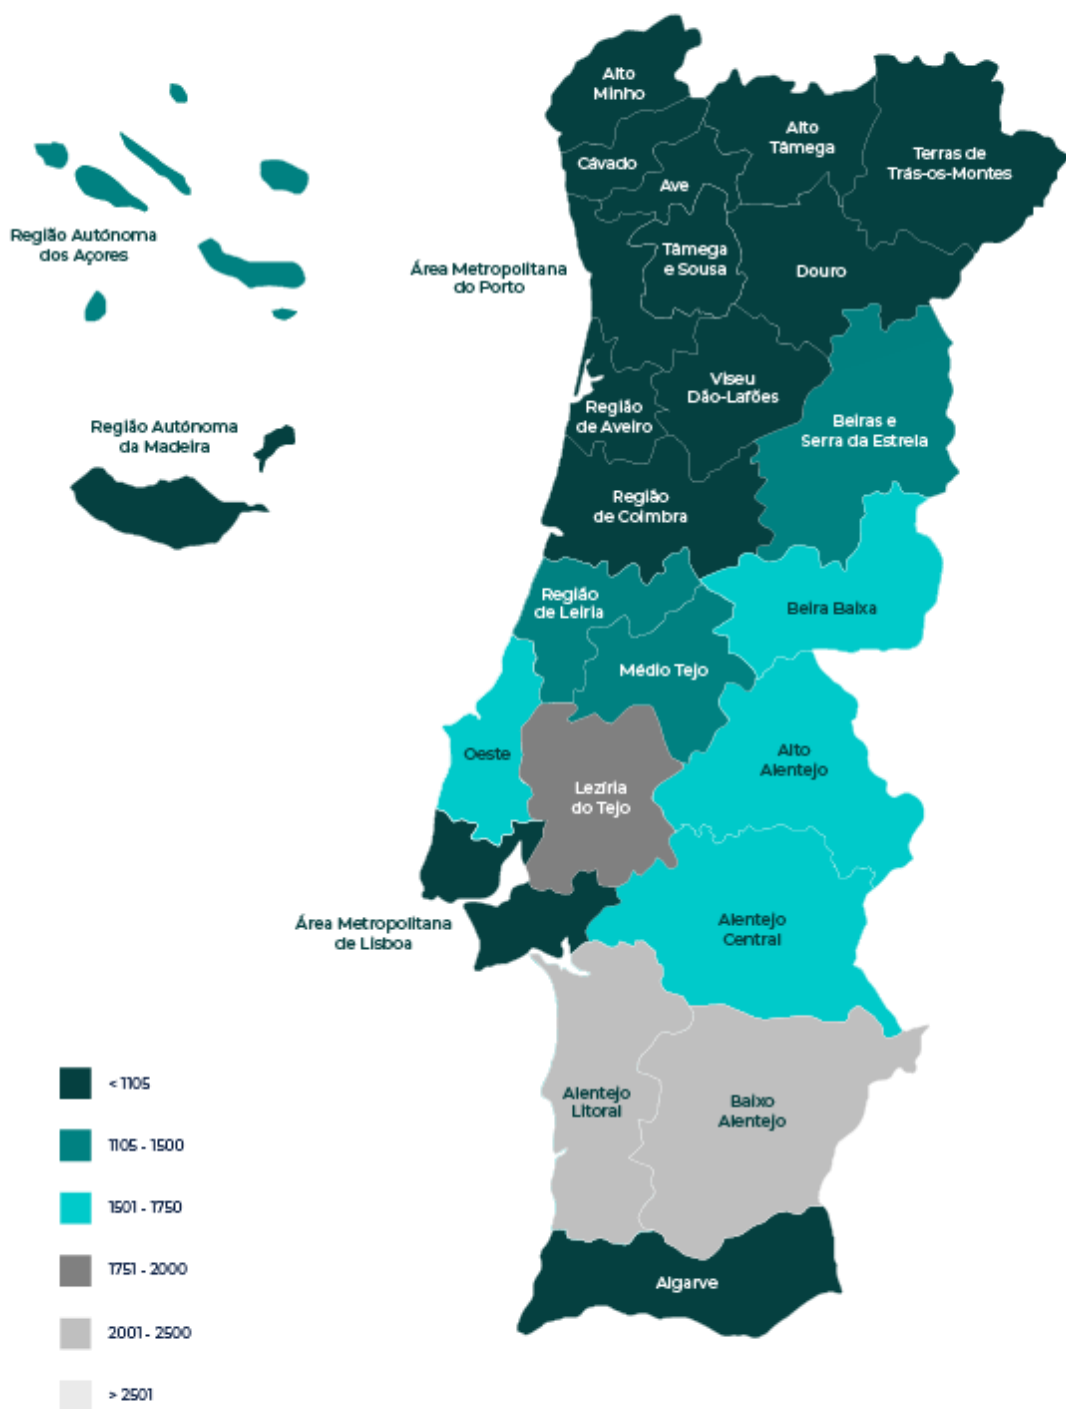 Alto
Minho
Cávado
Ave
Alto
Tâmega
Terras de
Trás-os-Montes
Região Autónoma
dos Açores
Área Metropolitana
do Porto
Tâmega
e Sousa
Douro
Viseu
Dão-Lafões
Região
de Aveiro
Beiras e
Serra da Estrela
Região Autónoma
da Madeira
Região
de Coimbra
Região
de Leiria
Beira Baixa
Médio Tejo
Oeste
Lezíria
do Tejo
Alto
Alentejo
Área Metropolitana
de Lisboa
Alentejo
Central
Alentejo
Litoral
Baixo
Alentejo
Algarve
< 1105
1105 - 1500
1501 - 1750
1751 - 2000
2001 - 2500
> 2501